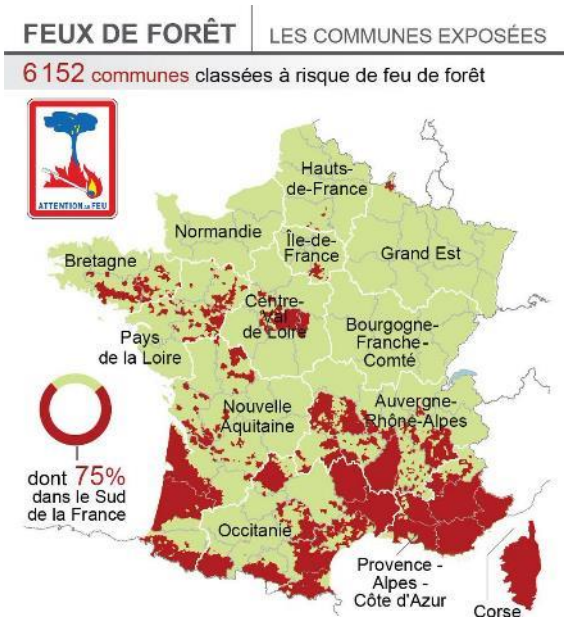 FEUX DE FORÊT
LES COMMUNES EXPOSÉES
6 152 communes classées à risque de feu de forêt
ATTENTION AU FEU
Hauts-
de-France
Normandie
Île-de-
France
Grand Est
Bretagne
Centre-
Val
de Loire
Pays
de la Loire
Bourgogne-
Franche-
Comté
Nouvelle
Aquitaine
Auvergne-
Rhône-Alpes
dont 75%
dans le Sud
de la France
Occitanie
Provence -
Alpes -
Côte d'Azur
Corse